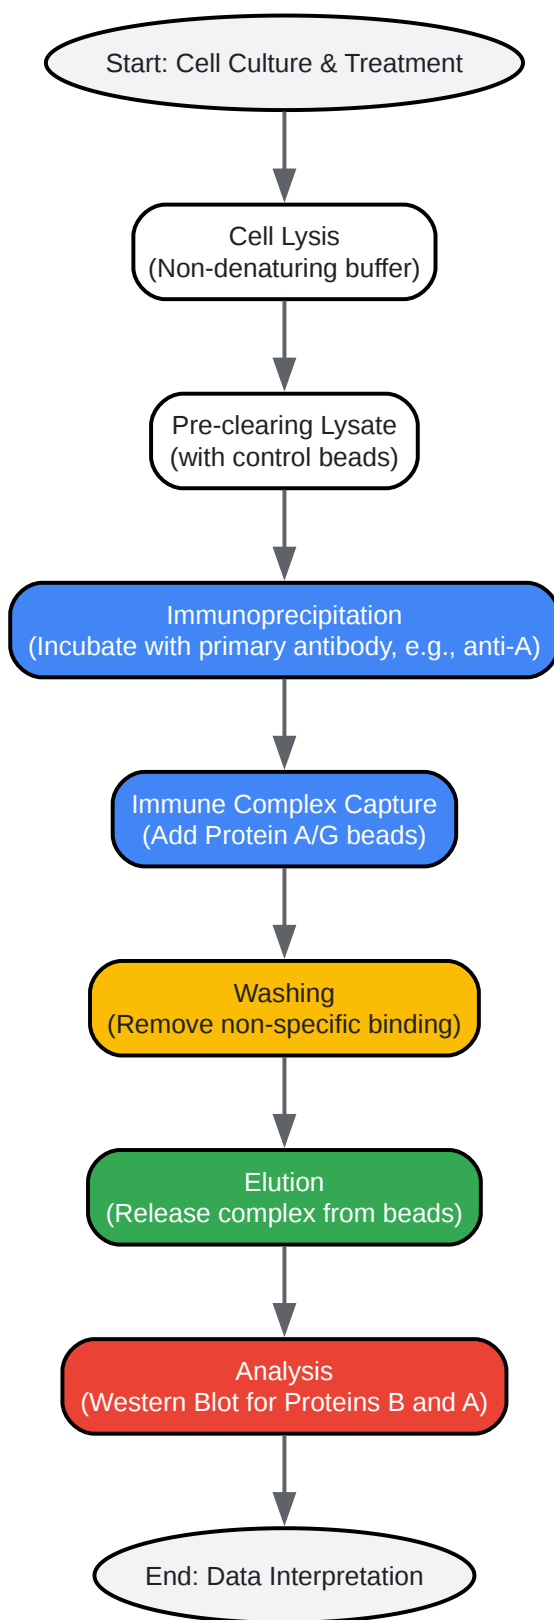 Start: Cell Culture & Treatment
Cell Lysis
(Non-denaturing buffer)
Pre-clearing Lysate
(with control beads)
Immunoprecipitation
(Incubate with primary antibody, e.g., anti-A)
Immune Complex Capture
(Add Protein A/G beads)
Washing
(Remove non-specific binding)
Elution
(Release complex from beads)
Analysis
(Western Blot for Proteins B and A)
End: Data Interpretation